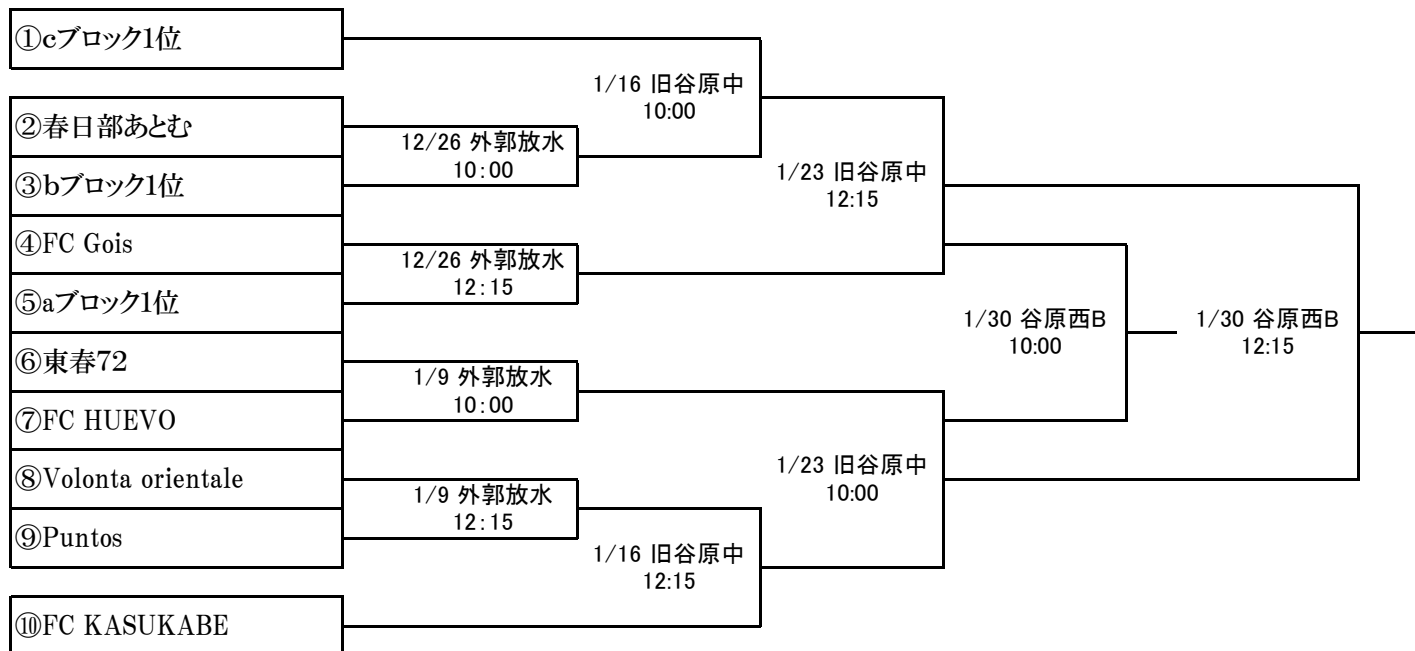 ①cブロック1位
1/16 旧谷原中
10:00
②春日部あとむ
12/26 外郭放水
10:00
③bブロック1位
1/23 旧谷原中
12:15
④FC Gois
12/26 外郭放水
12:15
⑤aブロック1位
1/30 谷原西B
10:00
1/30 谷原西B
12:15
⑥東春72
1/9 外郭放水
10:00
⑦FC HUEVO
1/23 旧谷原中
10:00
⑧Volonta orientale
1/9 外郭放水
12:15
⑨Puntos
1/16 旧谷原中
12:15
⑩FC KASUKABE